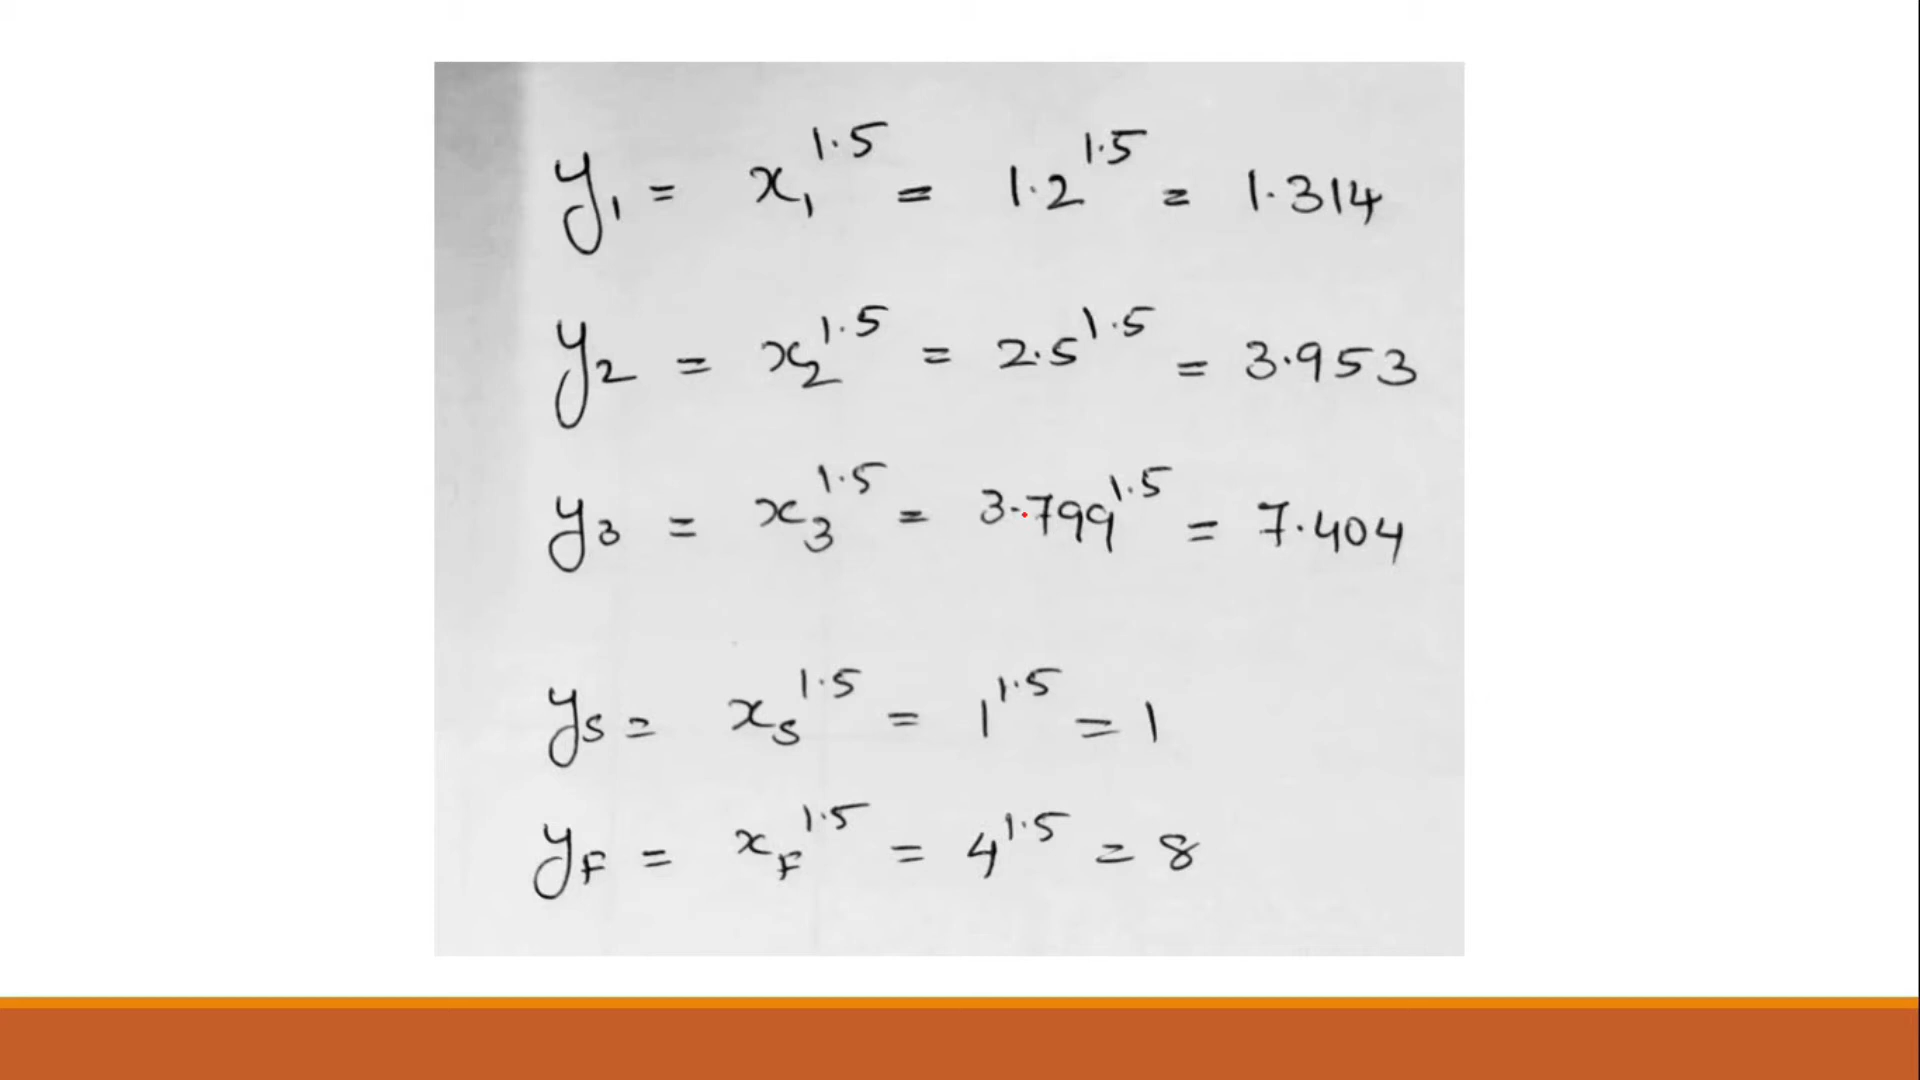 y₁ = x₁^1.5 = 1.2^1.5 = 1.314
y₂ = x₂^1.5 = 2.5^1.5 = 3.953
y₃ = x₃^1.5 = 3.799^1.5 = 7.404
yS = xS^1.5 = 1^1.5 = 1
yF = xF^1.5 = 4^1.5 = 8